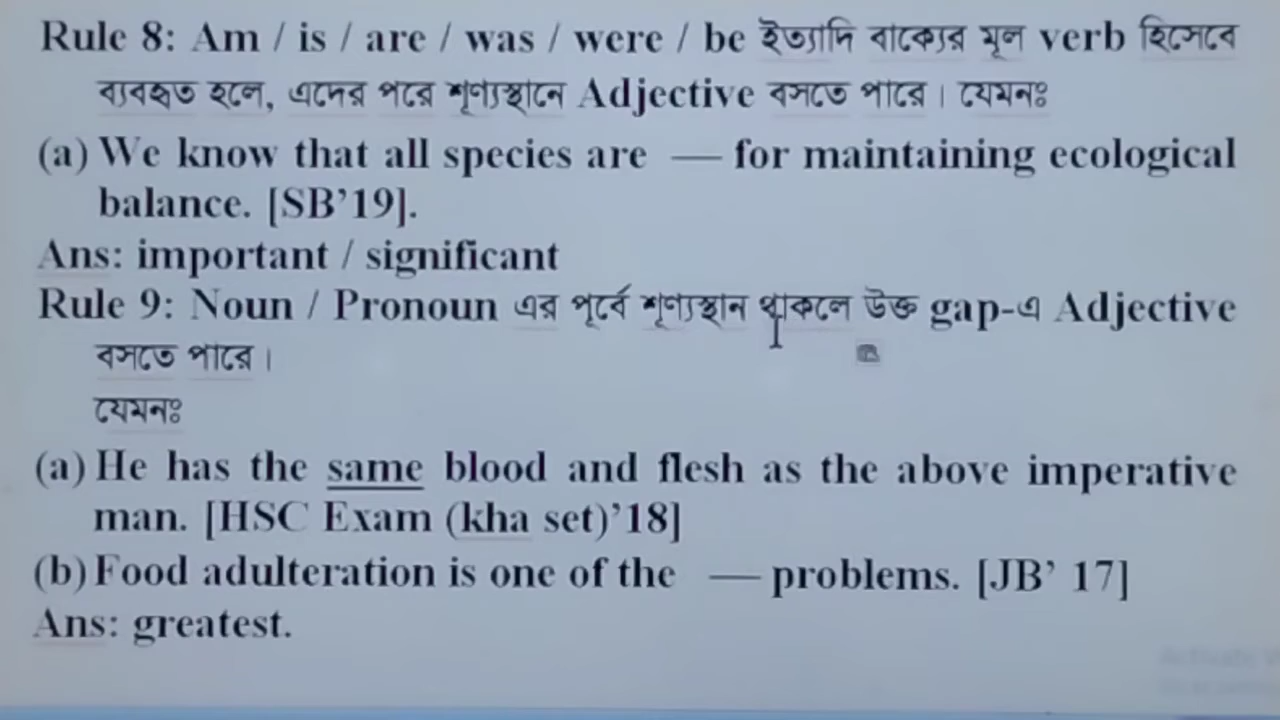 Rule 8: Am / is / are / was / were / be ইত্যাদি বাক্যের মূল verb হিসেবে
ব্যবহৃত হলে, এদের পরে শূণ্যস্থানে Adjective বসতে পারে। যেমনঃ
(a) We know that all species are — for maintaining ecological
balance. [SB’19].
Ans: important / significant
Rule 9: Noun / Pronoun এর পূর্বে শূণ্যস্থান থাকলে উক্ত gap-এ Adjective
বসতে পারে।
যেমনঃ
(a) He has the same blood and flesh as the above imperative
man. [HSC Exam (kha set)’18]
(b) Food adulteration is one of the — problems. [JB’ 17]
Ans: greatest.